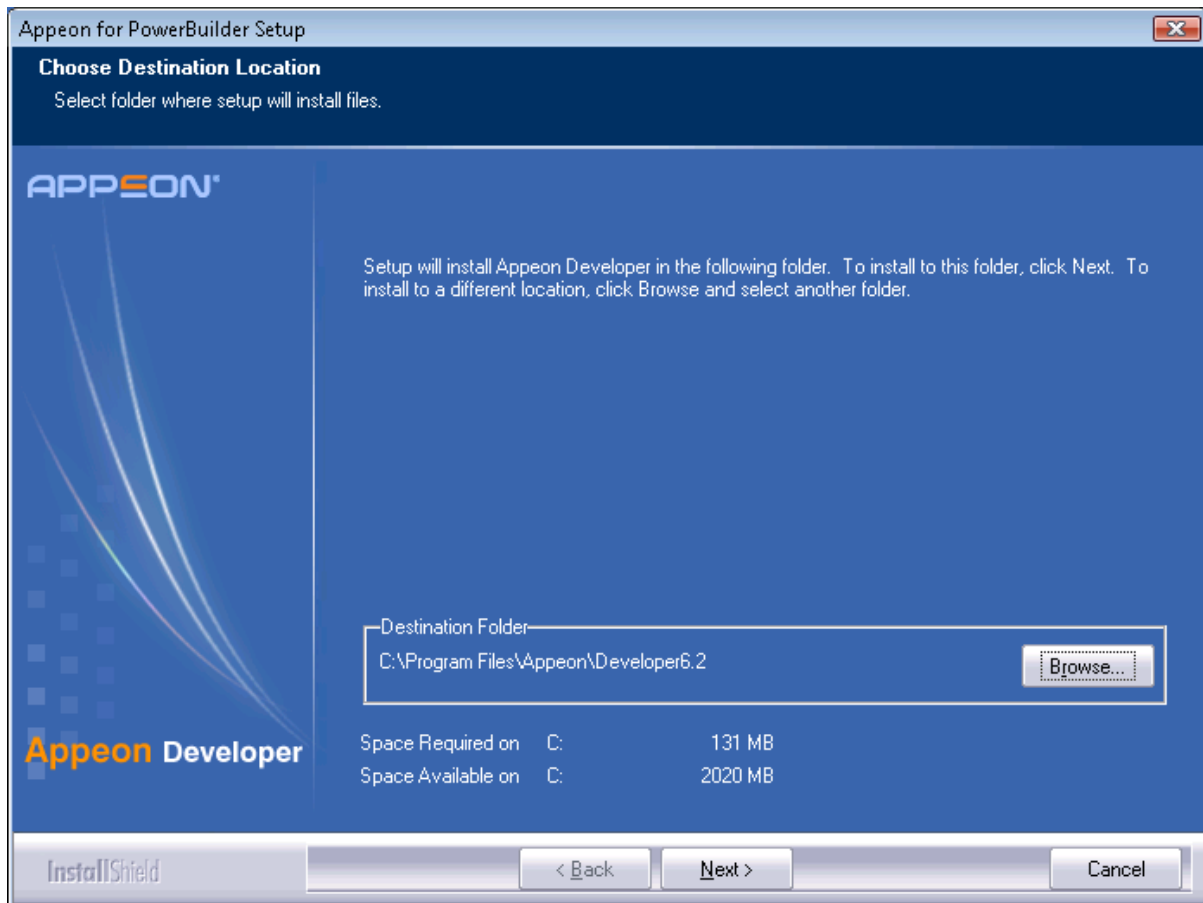 Appeon for PowerBuilder Setup
Choose Destination Location
Select folder where setup will install files.
APPEON
Setup will install Appeon Developer in the following folder. To install to this folder, click Next. To
install to a different location, click Browse and select another folder.
Destination Folder
C:\Program Files\Appeon\Developer6.2
Browse...
Appeon Developer
Space Required on C: 131 MB
Space Available on C: 2020 MB
InstallShield
< Back
Next >
Cancel